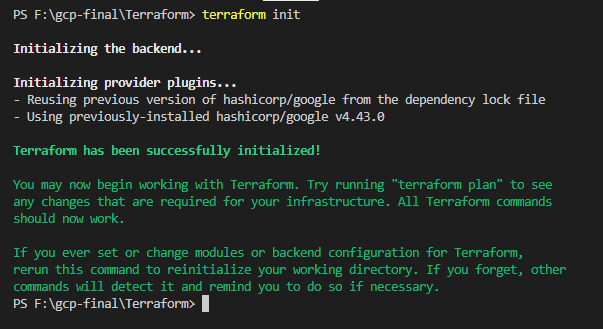 PS F:\gcp-final\Terraform> terraform init
Initializing the backend...
Initializing provider plugins...
- Reusing previous version of hashicorp/google from the dependency lock file
- Using previously-installed hashicorp/google v4.43.0
Terraform has been successfully initialized!
You may now begin working with Terraform. Try running "terraform plan" to see
any changes that are required for your infrastructure. All Terraform commands
should now work.
If you ever set or change modules or backend configuration for Terraform,
rerun this command to reinitialize your working directory. If you forget, other
commands will detect it and remind you to do so if necessary.
PS F:\gcp-final\Terraform>